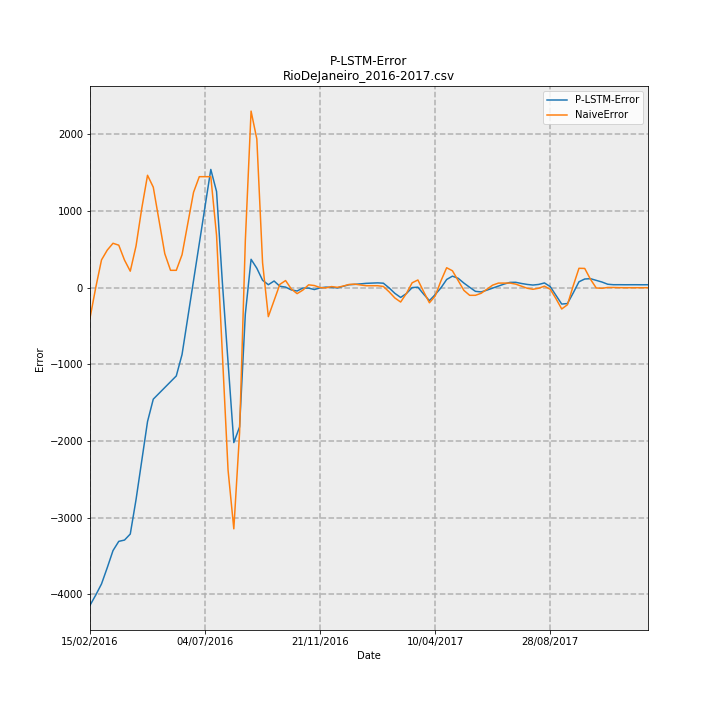 P-LSTM-Error
RioDeJaneiro_2016-2017.csv
P-LSTM-Error
NaiveError
2000
1000
0
−1000
−2000
−3000
−4000
Error
15/02/2016
04/07/2016
21/11/2016
10/04/2017
28/08/2017
Date